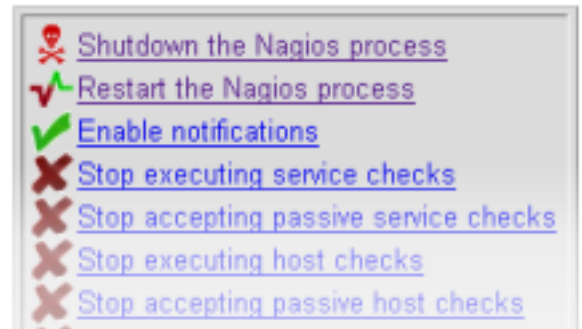 Shutdown the Nagios process
Restart the Nagios process
Enable notifications
Stop executing service checks
Stop accepting passive service checks
Stop executing host checks
Stop accepting passive host checks